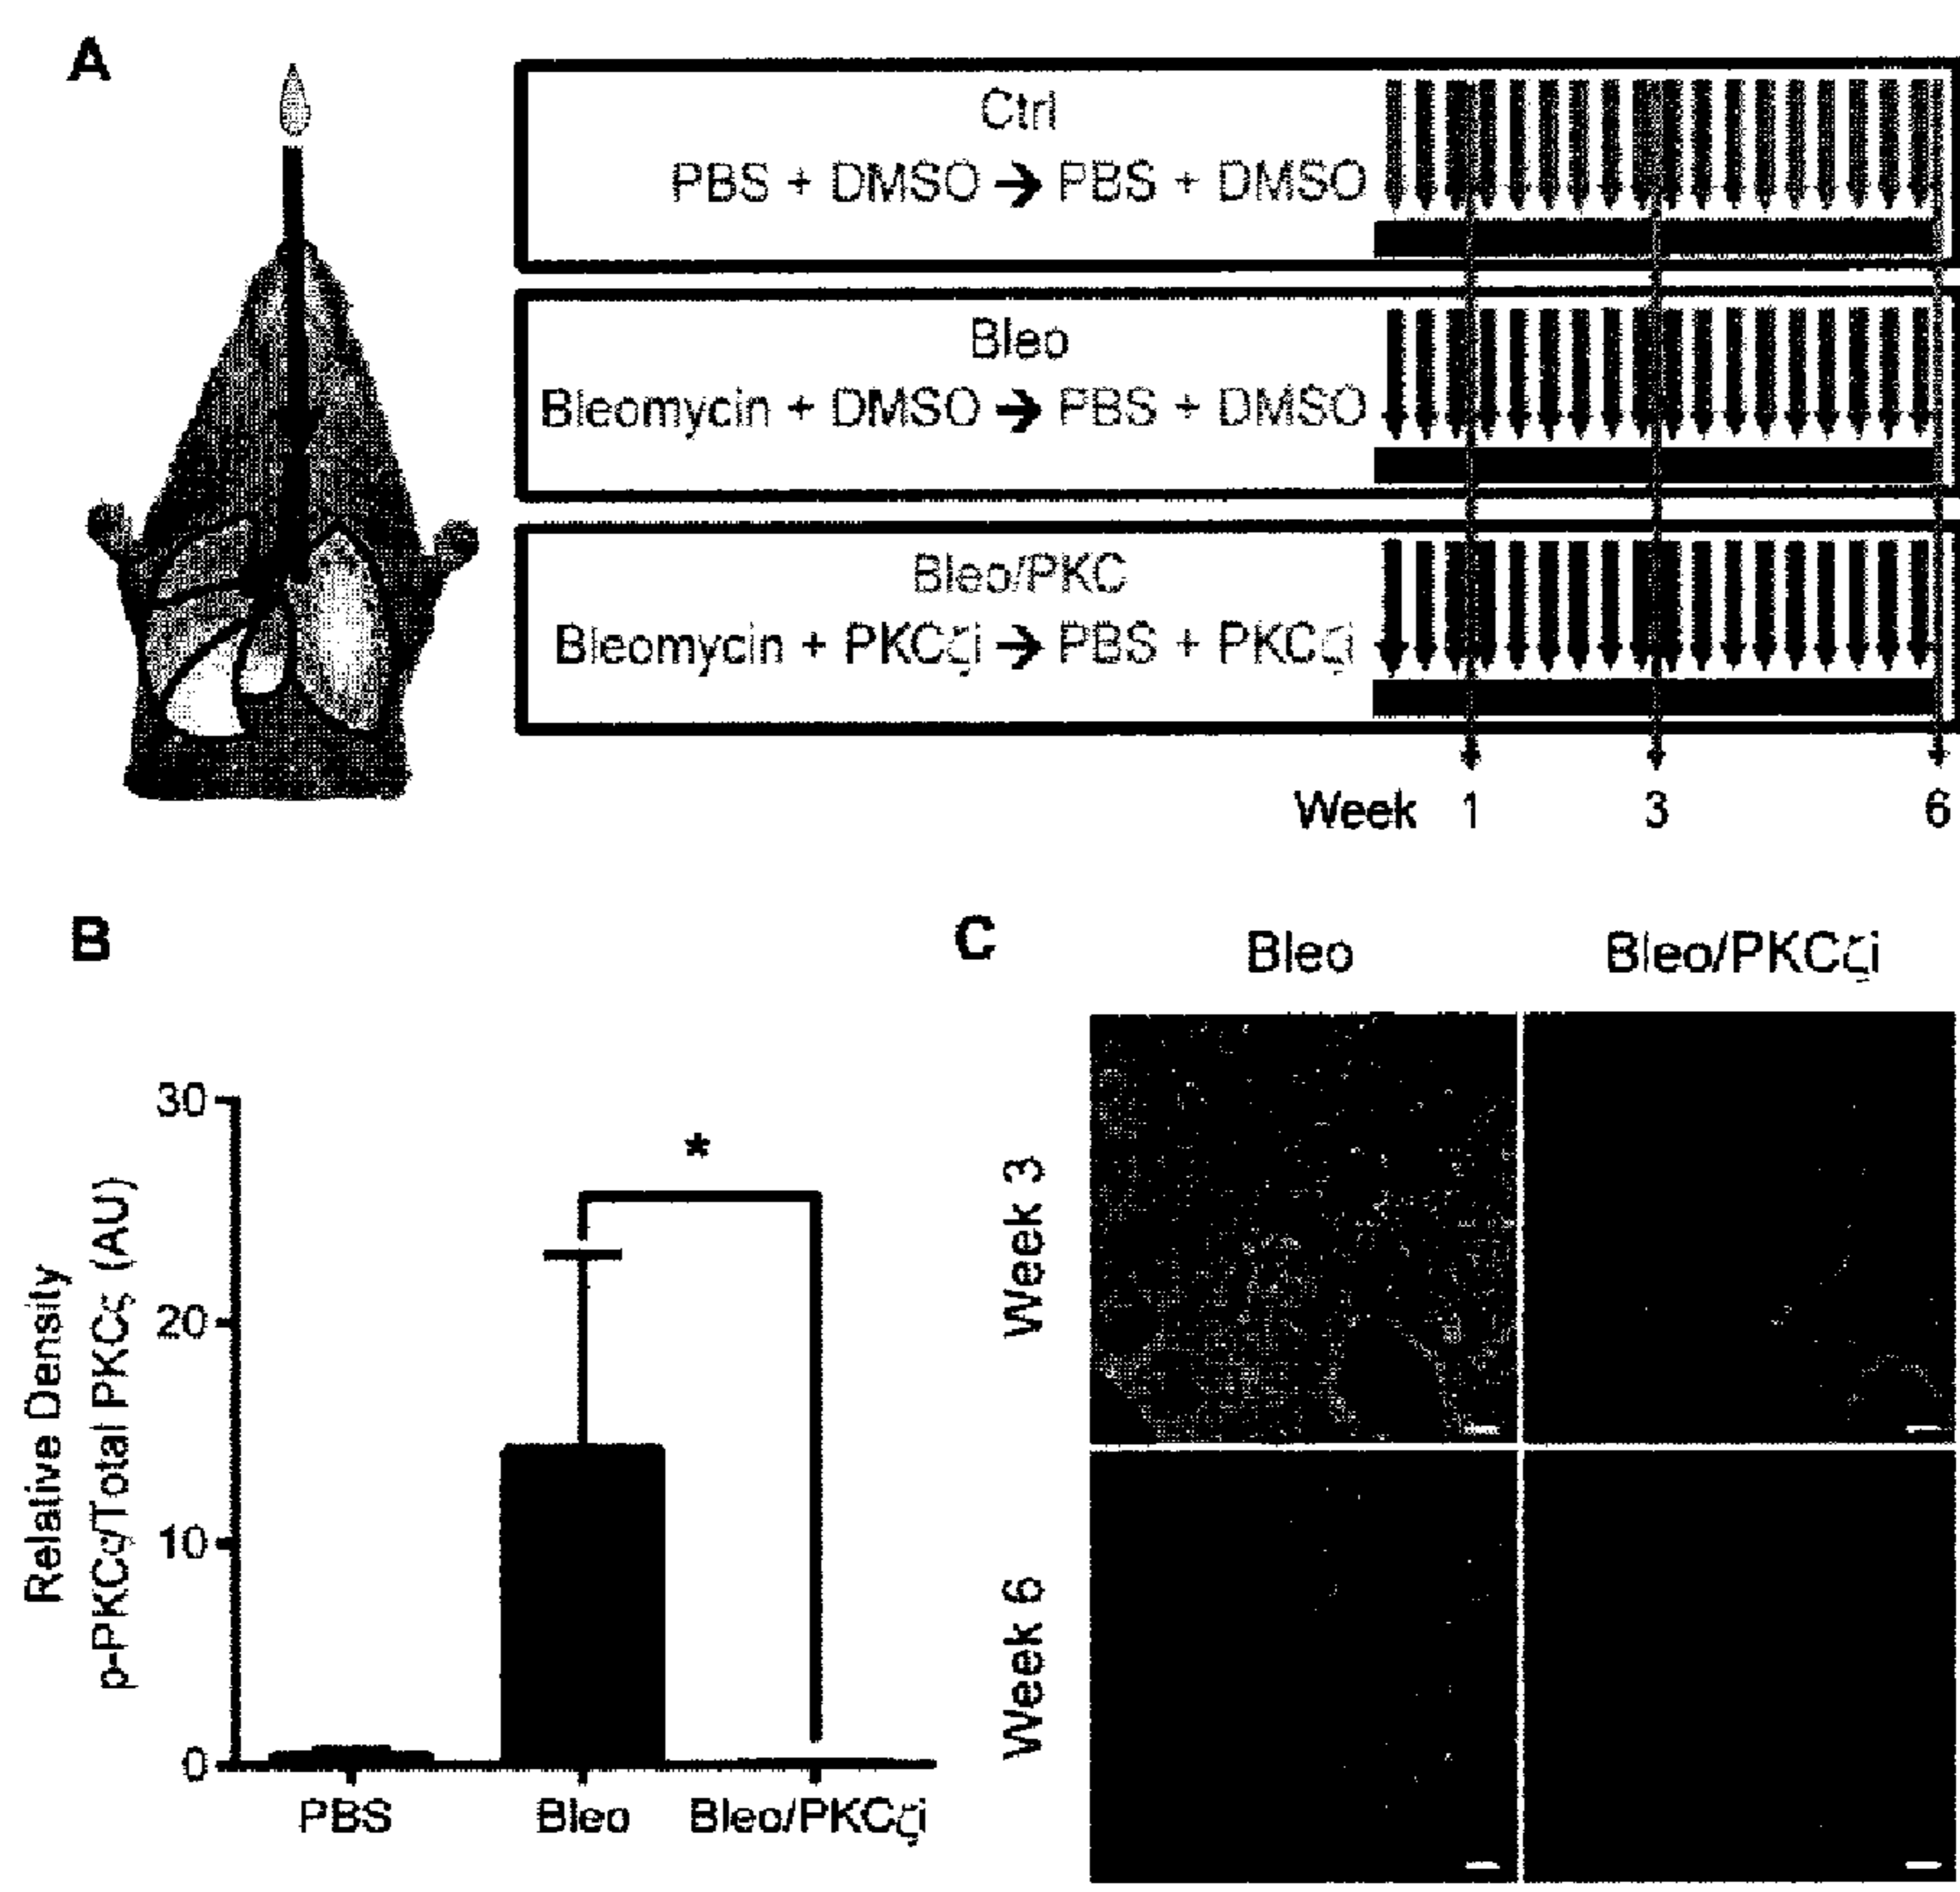 A
Ctrl
PBS + DMSO → PBS + DMSO
Bleo
Bleomycin + DMSO → PBS + DMSO
Bleo/PKC
Bleomycin + PKCζi → PBS + PKCζi
Week 1 3 6
B
Relative Density
p-PKCς/Total PKCς (AU)
30
20
10
0
*
PBS Bleo Bleo/PKCζi
C
Bleo Bleo/PKCζi
Week 3
Week 6